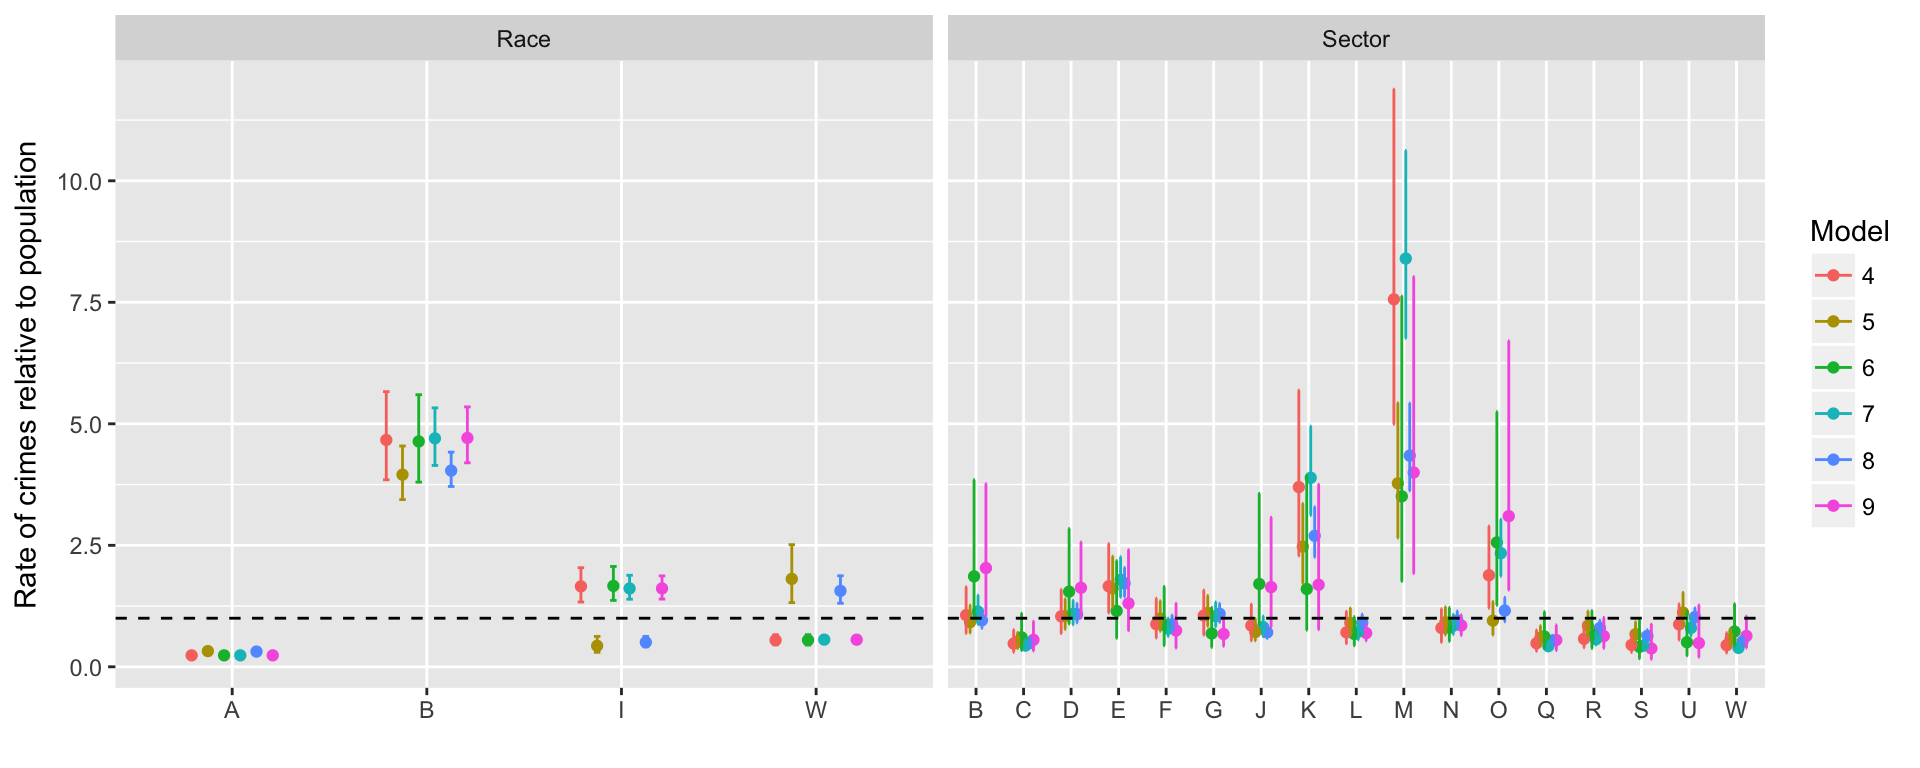 Race
Sector
Rate of crimes relative to population
10.0
7.5
5.0
2.5
0.0
A B I W
B C D E F G J K L M N O Q R S U W
Model
4
5
6
7
8
9